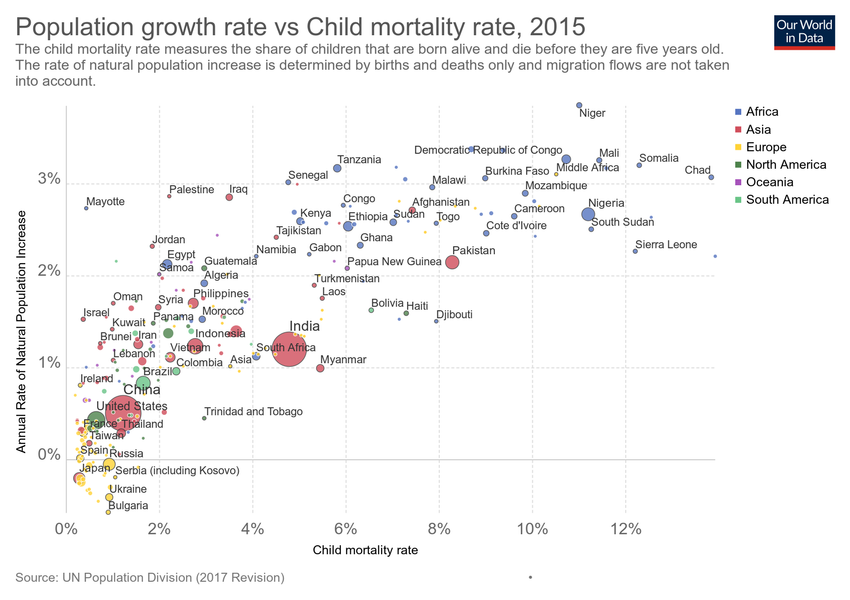 Population growth rate vs Child mortality rate, 2015
Our World
in Data
The child mortality rate measures the share of children that are born alive and die before they are five years old.
The rate of natural population increase is determined by births and deaths only and migration flows are not taken
into account.
Annual Rate of Natural Population Increase
3%
2%
1%
0%
Niger
Democratic Republic of Congo
Mali
Tanzania
Middle Africa
Somalia
Senegal
Burkina Faso
Chad
Malawi
Mozambique
Mayotte
Palestine
Iraq
Congo
Afghanistan
Nigeria
Kenya
Ethiopia
Sudan
Togo
Cameroon
South Sudan
Cote d'Ivoire
Tajikistan
Ghana
Jordan
Namibia
Gabon
Sierra Leone
Egypt
Pakistan
Samoa
Guatemala
Papua New Guinea
Algeria
Turkmenistan
Oman
Syria
Philippines
Laos
Israel
Panama
Morocco
Bolivia
Haiti
Djibouti
Kuwait
India
Brunei
Iran
Indonesia
Lebanon
Vietnam
South Africa
Colombia
Asia
Myanmar
Ireland
Brazil
China
United States
Trinidad and Tobago
France
Thailand
Taiwan
Spain
Russia
Japan
Serbia (including Kosovo)
Ukraine
Bulgaria
0%
2%
4%
6%
8%
10%
12%
Child mortality rate
Africa
Asia
Europe
North America
Oceania
South America
Source: UN Population Division (2017 Revision)